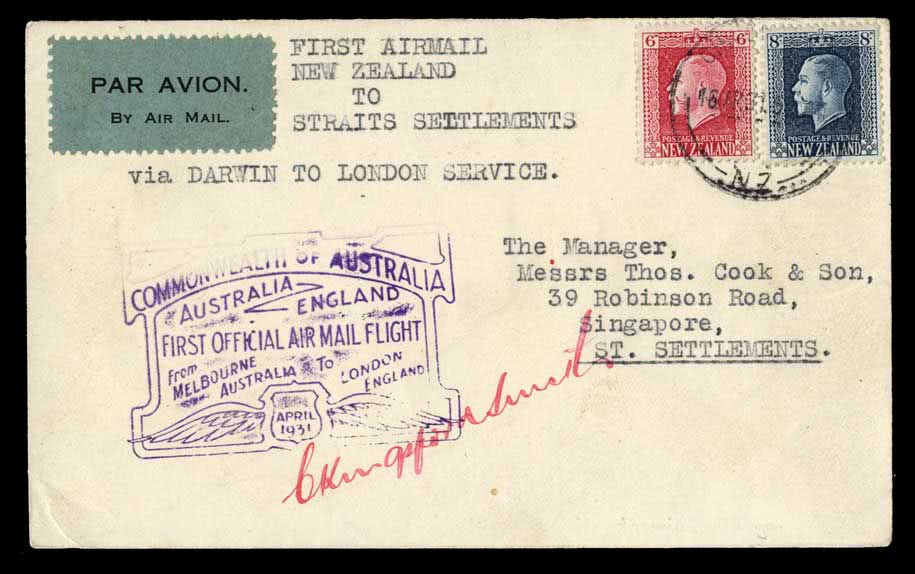 PAR AVION.
BY AIR MAIL.
FIRST AIRMAIL
NEW ZEALAND
TO
STRAITS SETTLEMENTS
via DARWIN TO LONDON SERVICE.
6ᴰ 6ᴰ
POSTAGE & REVENUE
NEW ZEALAND
8ᴰ 8ᴰ
POSTAGE & REVENUE
NEW ZEALAND
N.Z.
COMMONWEALTH OF AUSTRALIA
AUSTRALIA
ENGLAND
FIRST OFFICIAL AIR MAIL FLIGHT
From MELBOURNE AUSTRALIA To LONDON ENGLAND
APRIL
1931
The Manager,
Messrs Thos. Cook & Son,
39 Robinson Road,
Singapore,
ST. SETTLEMENTS.
CKingsfordsmith.